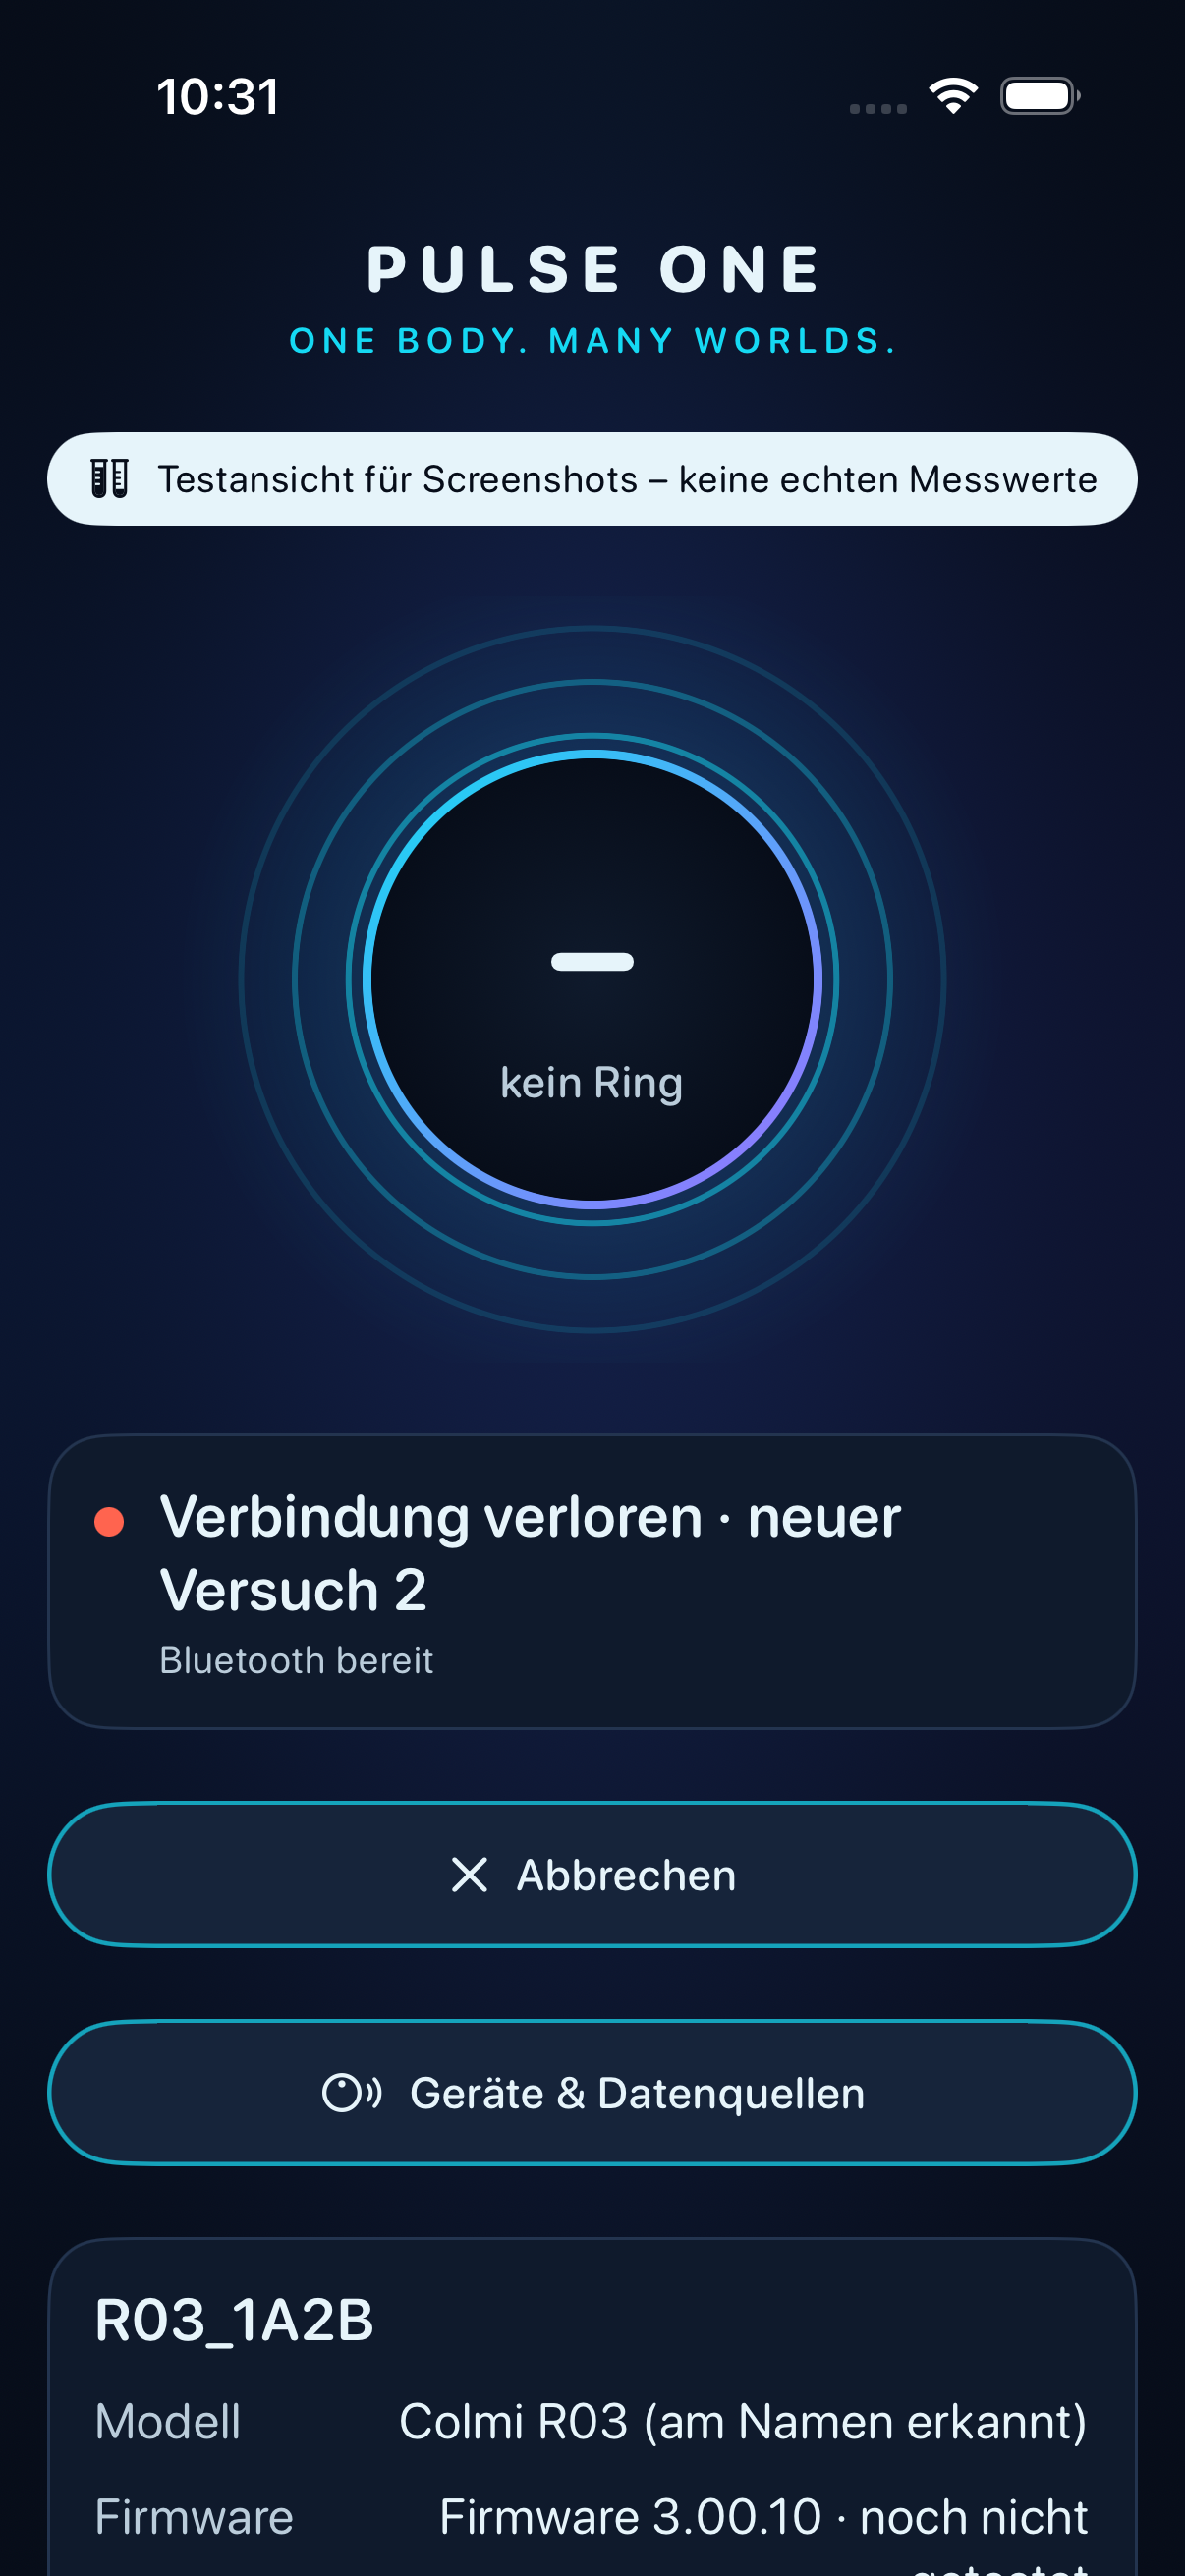 10:31
PULSE ONE
ONE BODY. MANY WORLDS.
Testansicht für Screenshots – keine echten Messwerte
–
kein Ring
Verbindung verloren · neuer
Versuch 2
Bluetooth bereit
Abbrechen
Geräte & Datenquellen
R03_1A2B
Modell Colmi R03 (am Namen erkannt)
Firmware Firmware 3.00.10 · noch nicht